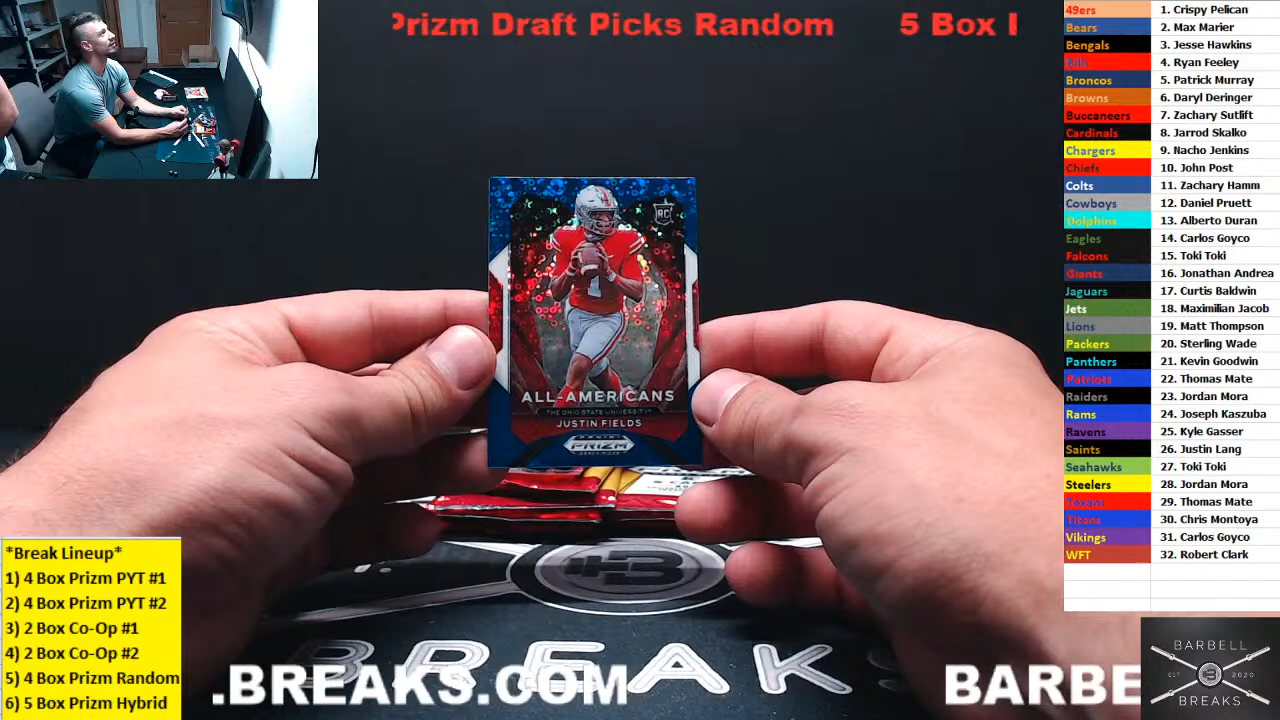 Prizm Draft Picks Random 5 Box
49ers 1. Crispy Pelican
Bears 2. Max Marier
Bengals 3. Jesse Hawkins
Bills 4. Ryan Feeley
Broncos 5. Patrick Murray
Browns 6. Daryl Deringer
Buccaneers 7. Zachary Sutlift
Cardinals 8. Jarrod Skalko
Chargers 9. Nacho Jenkins
Chiefs 10. John Post
Colts 11. Zachary Hamm
Cowboys 12. Daniel Pruett
Dolphins 13. Alberto Duran
Eagles 14. Carlos Goyco
Falcons 15. Toki Toki
Giants 16. Jonathan Andrea
Jaguars 17. Curtis Baldwin
Jets 18. Maximilian Jacob
Lions 19. Matt Thompson
Packers 20. Sterling Wade
Panthers 21. Kevin Goodwin
Patriots 22. Thomas Mate
Raiders 23. Jordan Mora
Rams 24. Joseph Kaszuba
Ravens 25. Kyle Gasser
Saints 26. Justin Lang
Seahawks 27. Toki Toki
Steelers 28. Jordan Mora
Texans 29. Thomas Mate
Titans 30. Chris Montoya
Vikings 31. Carlos Goyco
WFT 32. Robert Clark
RC
1
ALL-AMERICANS
THE OHIO STATE UNIVERSITY
JUSTIN FIELDS
PANINI
PRIZM
DRAFT PICKS
*Break Lineup*
1) 4 Box Prizm PYT #1
2) 4 Box Prizm PYT #2
3) 2 Box Co-Op #1
4) 2 Box Co-Op #2
5) 4 Box Prizm Random
6) 5 Box Prizm Hybrid
BREAK
.BREAKS.COM BARBE
BARBELL
EST B 2020
BREAKS